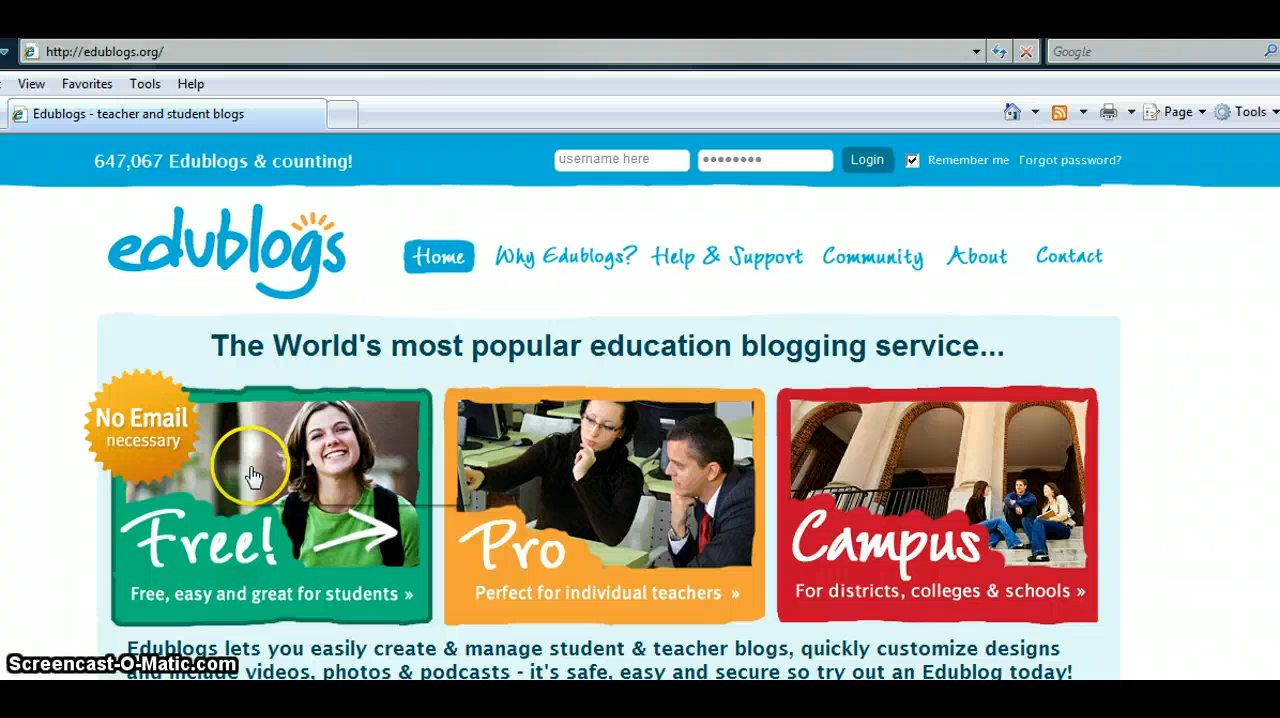 http://edublogs.org/
Google
View Favorites Tools Help
Edublogs - teacher and student blogs
Page Tools
647,067 Edublogs & counting!
username here
Login
Remember me Forgot password?
edublogs
Home Why Edublogs? Help & Support Community About Contact
The World's most popular education blogging service...
No Email
necessary
Free!
Free, easy and great for students »
Pro
Perfect for individual teachers »
Campus
For districts, colleges & schools »
Edublogs lets you easily create & manage student & teacher blogs, quickly customize designs
and include videos, photos & podcasts - it's safe, easy and secure so try out an Edublog today!
Screencast-O-Matic.com